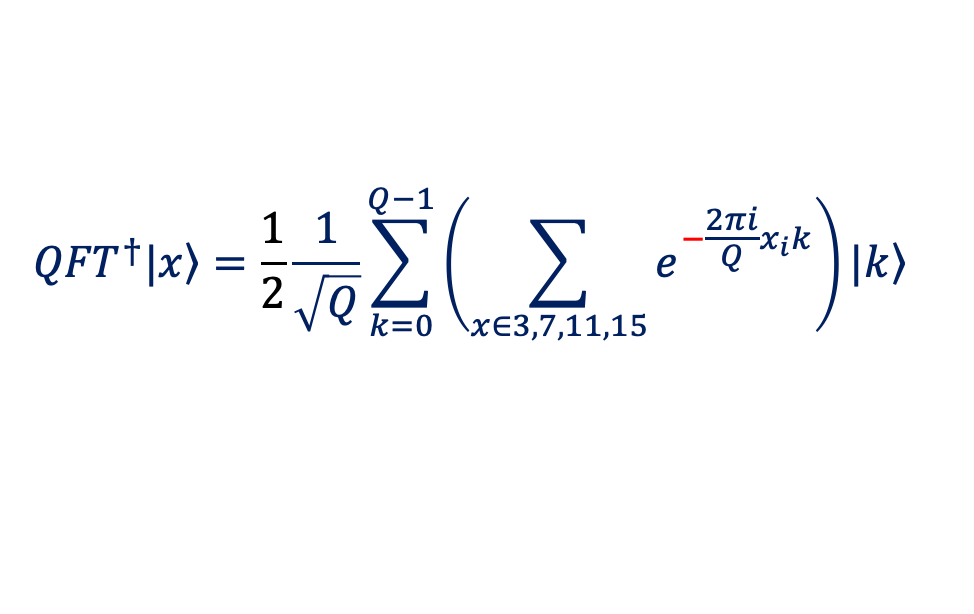 QFT†|x⟩ = 1/2 1/√Q ∑_{k=0}^{Q−1} ( ∑_{x∈3,7,11,15} e^{−(2πi/Q) x_i k} ) |k⟩